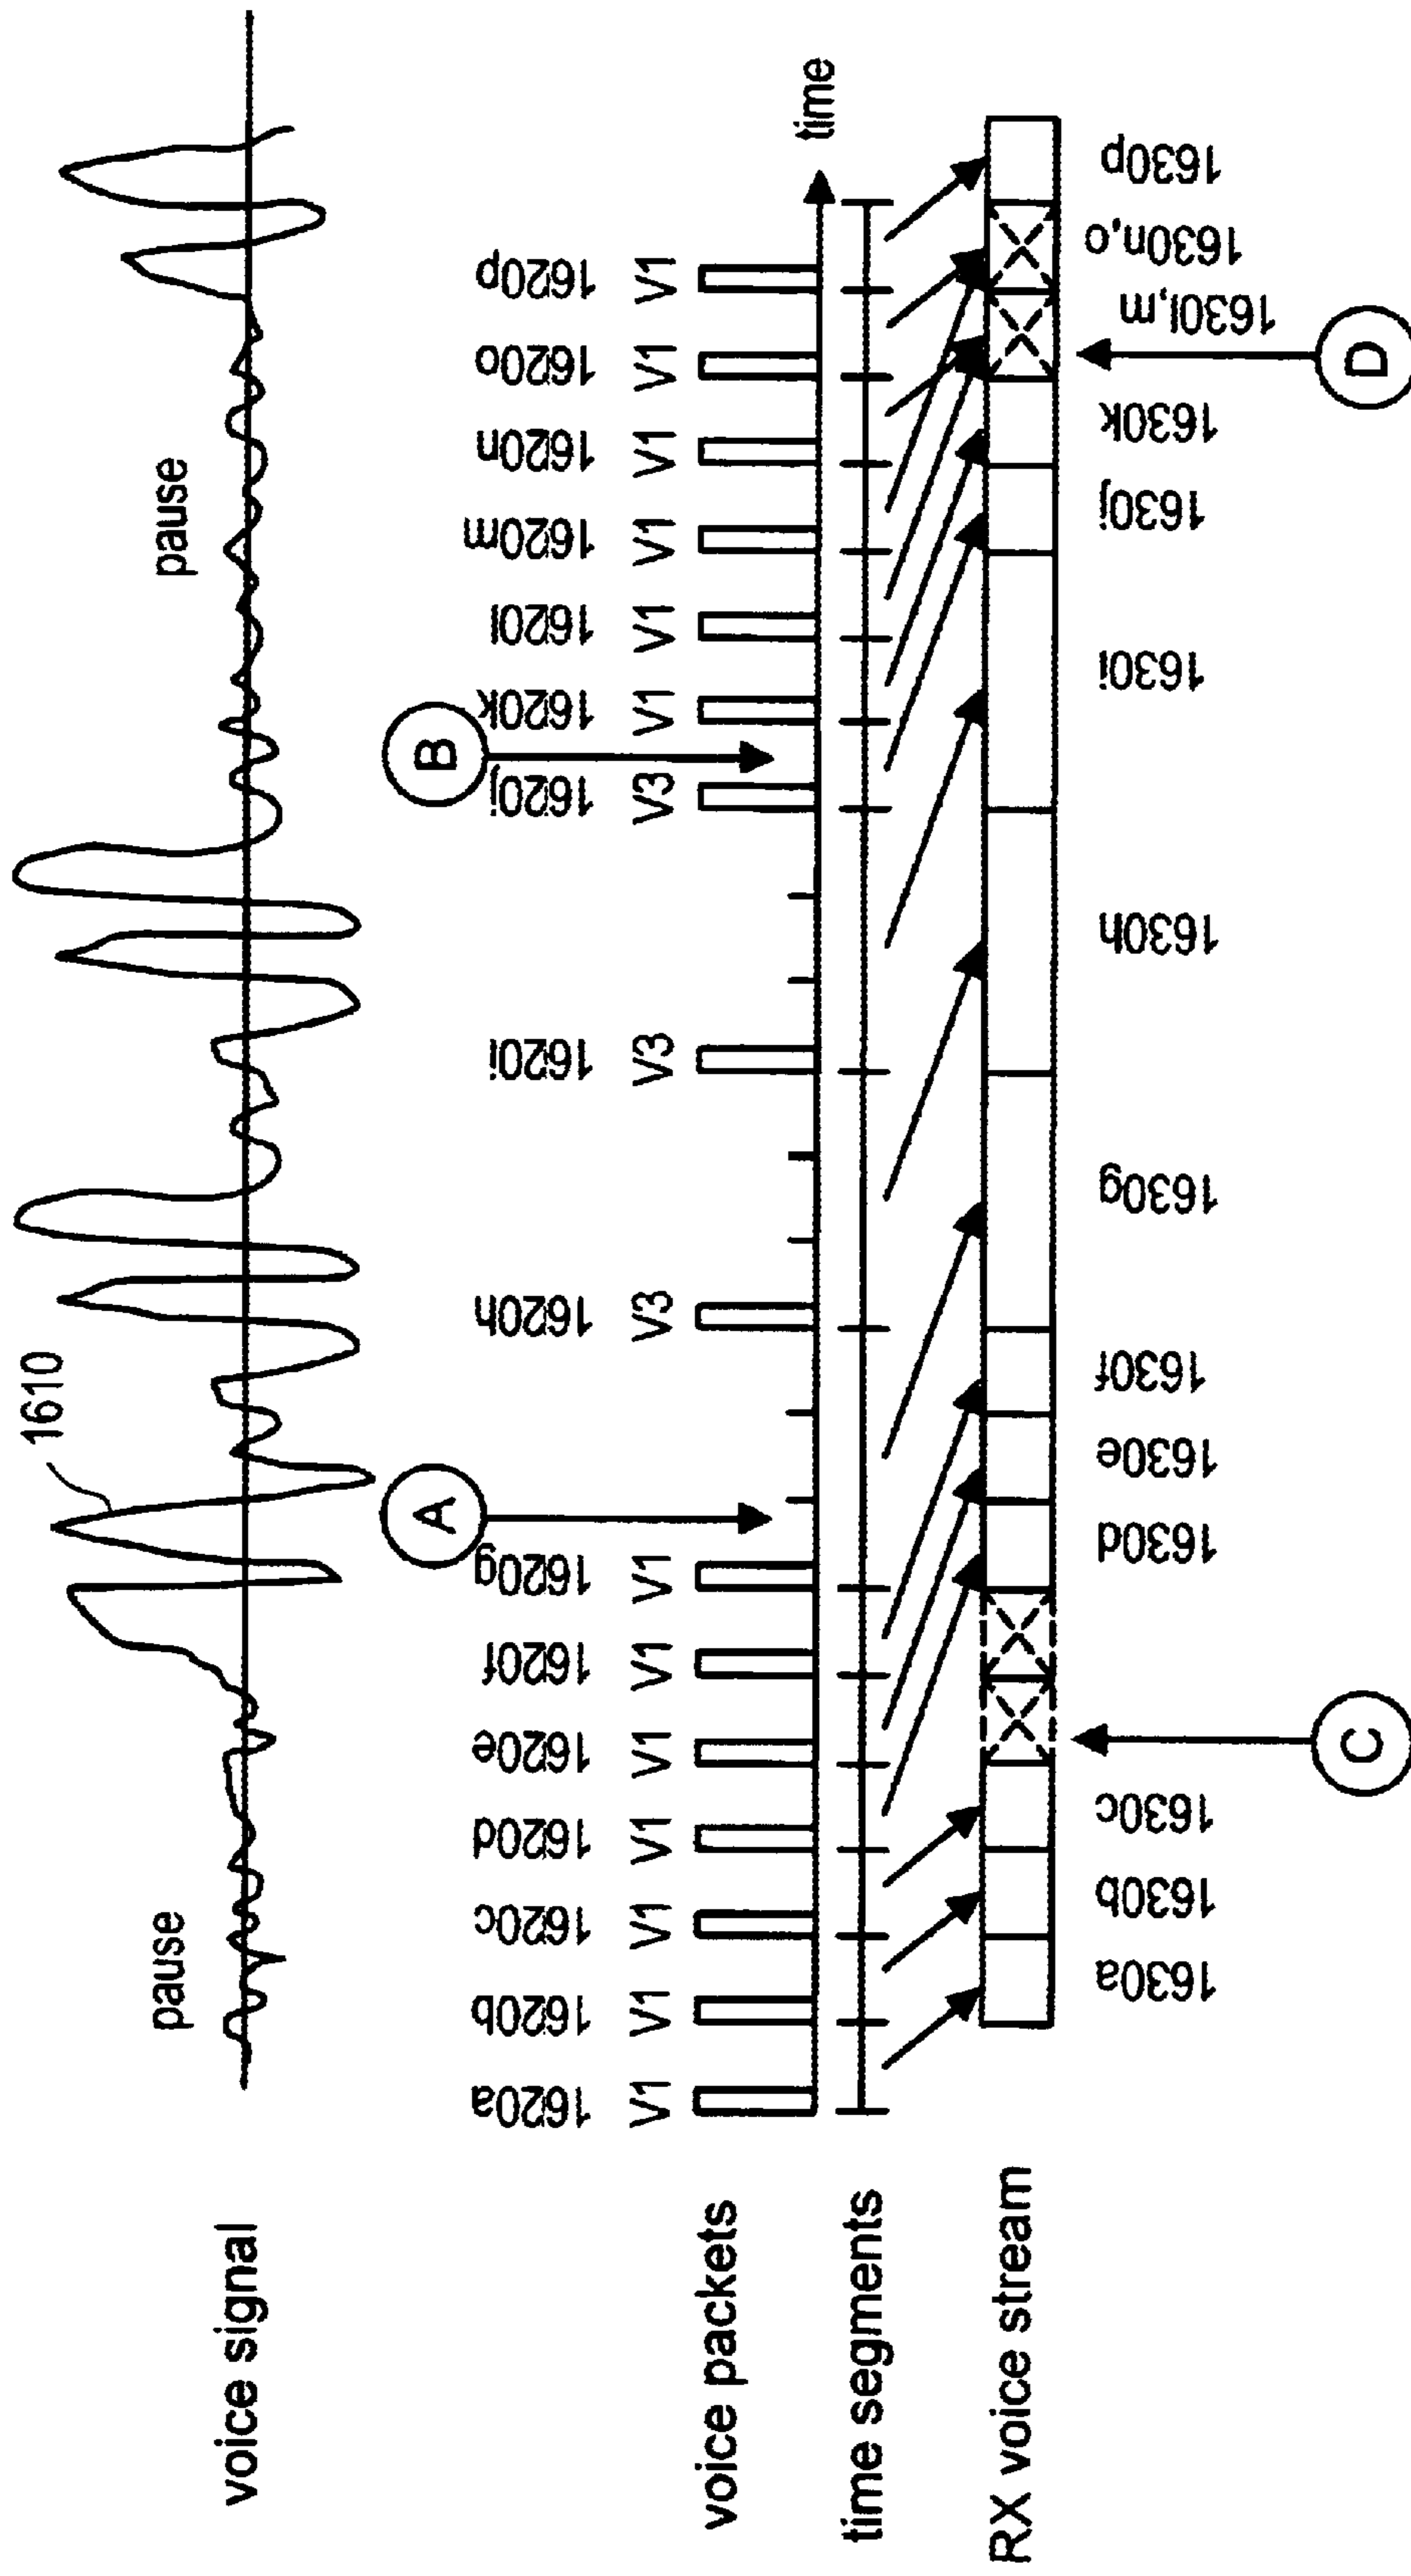 voice signal
pause
1610
pause
A
B
voice packets
1620a
1620b
1620c
1620d
1620e
1620f
1620g
1620h
1620i
1620j
1620k
1620l
1620m
1620n
1620o
1620p
V1
V1
V1
V1
V1
V1
V1
V3
V3
V3
V1
V1
V1
V1
V1
V1
time
time segments
RX voice stream
1630a
1630b
1630c
1630d
1630e
1630f
1630g
1630h
1630i
1630j
1630k
1630l,m
1630n,o
1630p
C
D